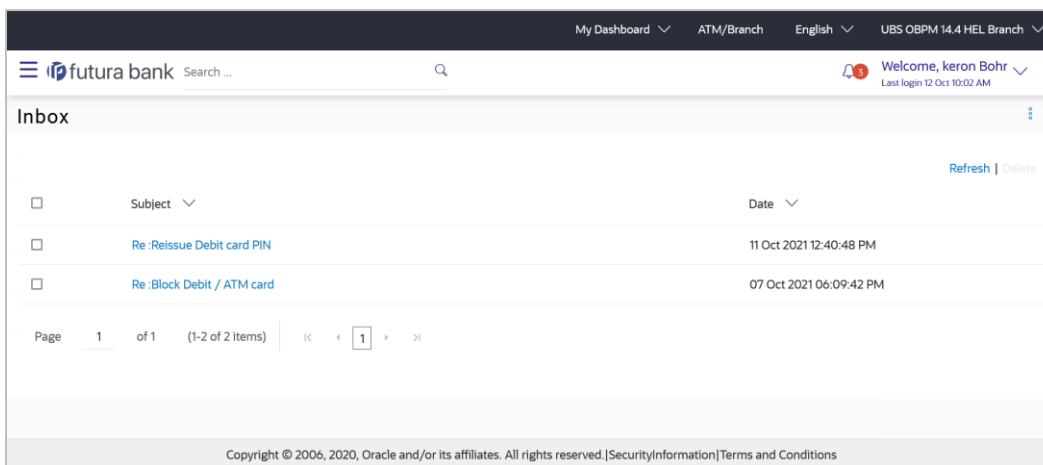 My Dashboard ATM/Branch English UBS OBPM 14.4 HEL Branch
futura bank Search ... 3 Welcome, keron Bohr
Last login 12 Oct 10:02 AM
Inbox
Refresh | Delete
Subject Date
Re :Reissue Debit card PIN 11 Oct 2021 12:40:48 PM
Re :Block Debit / ATM card 07 Oct 2021 06:09:42 PM
Page 1 of 1 (1-2 of 2 items) 1
Copyright © 2006, 2020, Oracle and/or its affiliates. All rights reserved.|SecurityInformation|Terms and Conditions